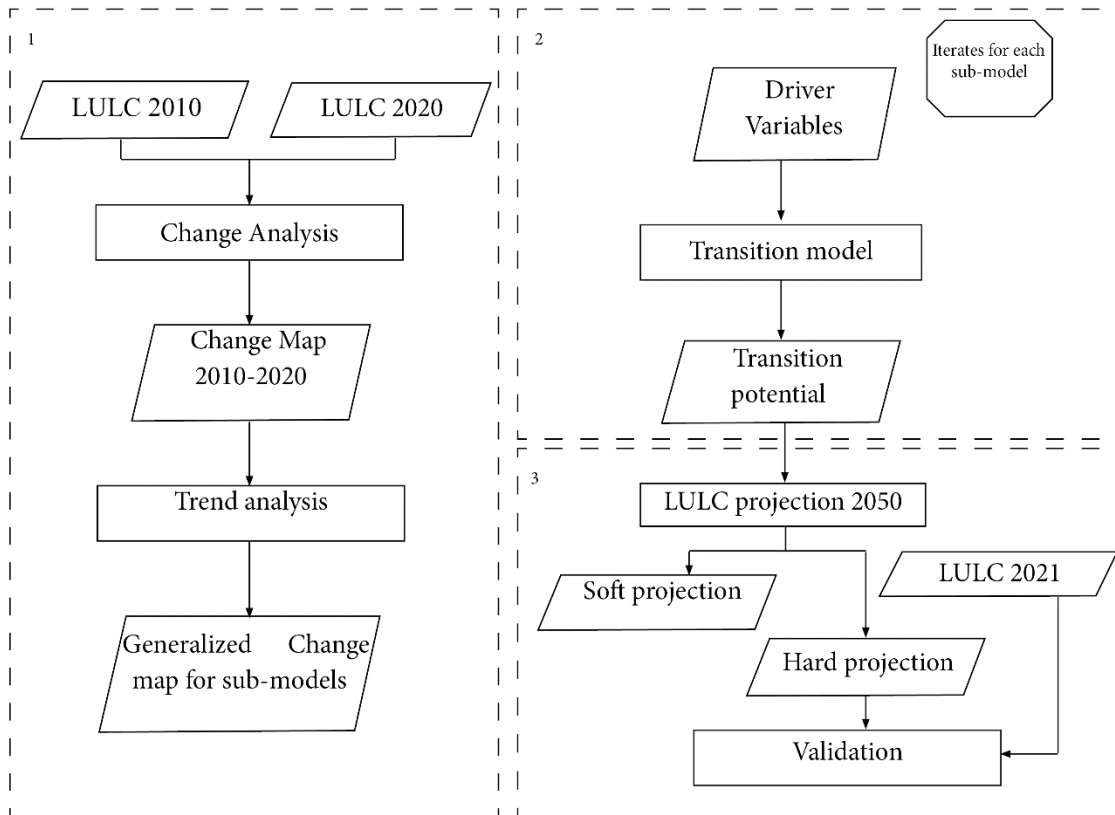 1
LULC 2010
LULC 2020
Change Analysis
Change Map
2010-2020
Trend analysis
Generalized Change
map for sub-models
2
Iterates for each
sub-model
Driver
Variables
Transition model
Transition
potential
3
LULC projection 2050
Soft projection
LULC 2021
Hard projection
Validation